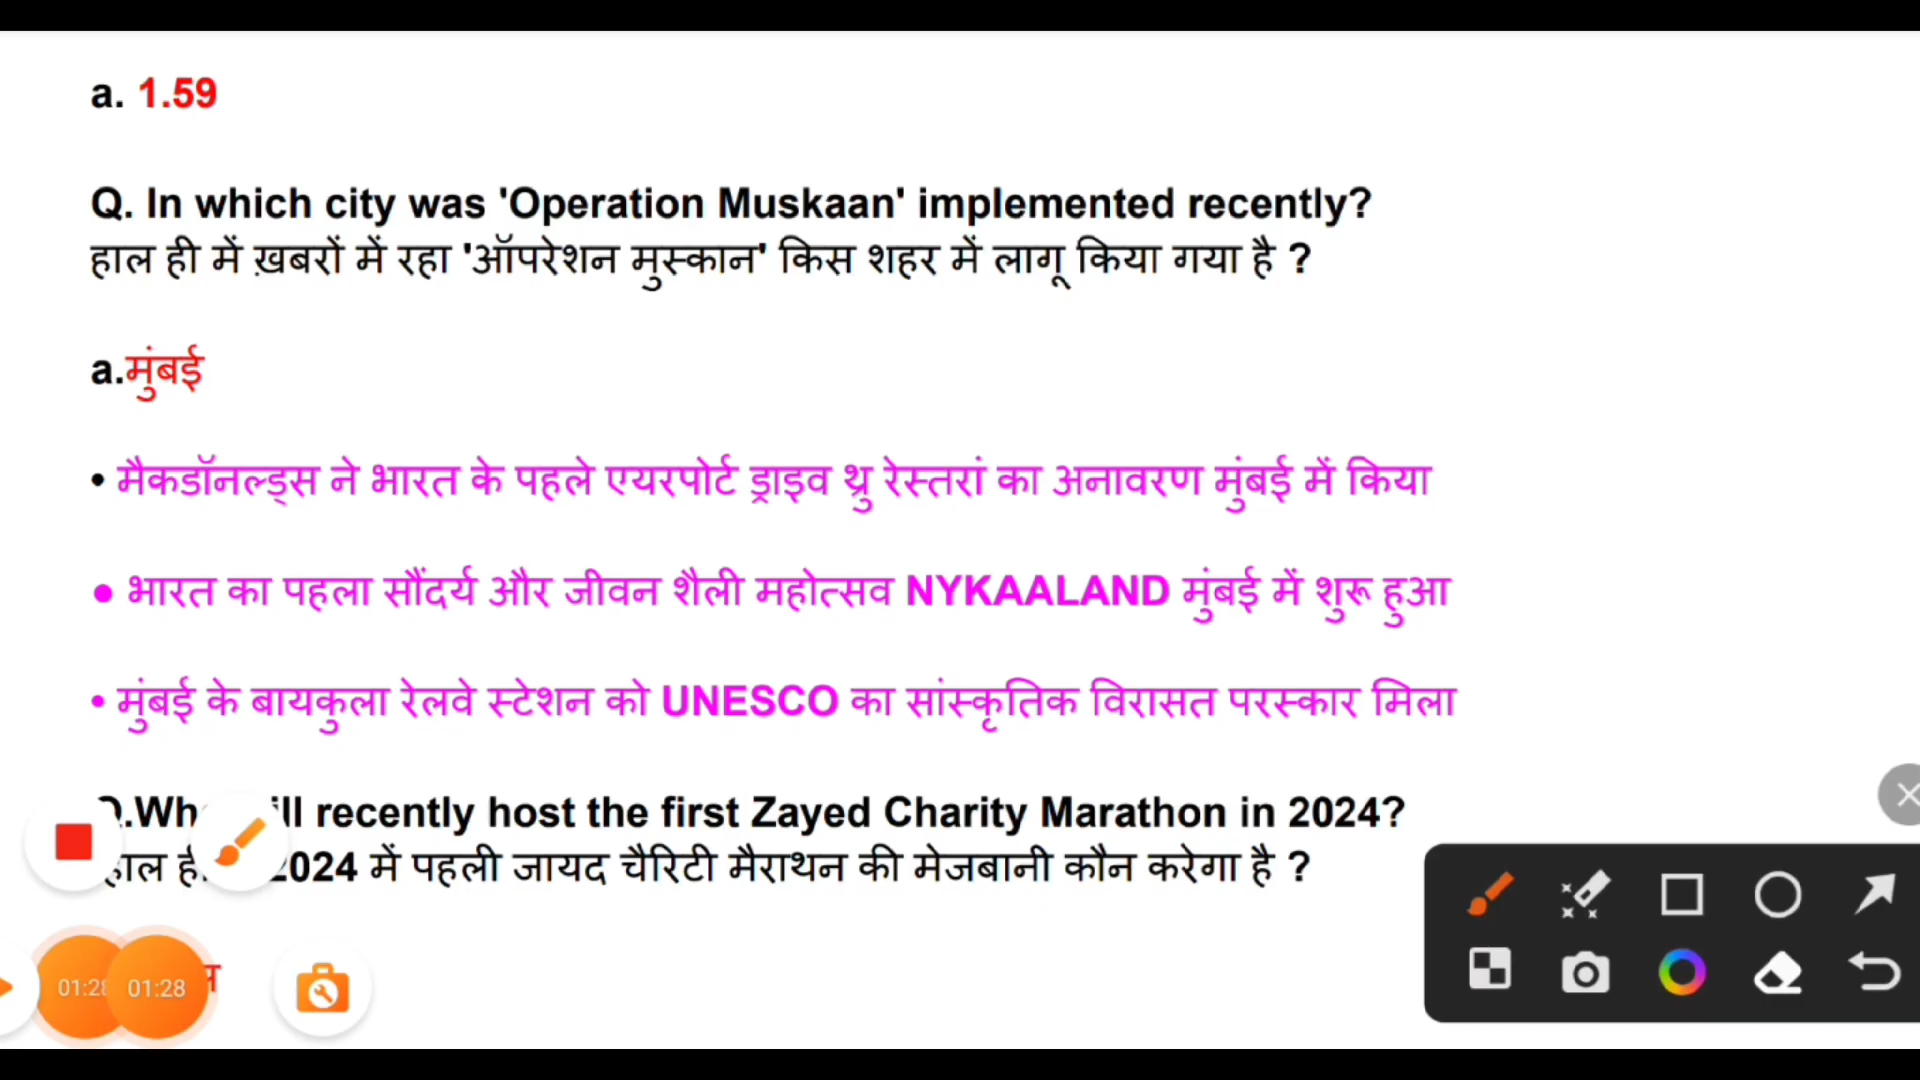 a. 1.59
Q. In which city was 'Operation Muskaan' implemented recently?
हाल ही में ख़बरों में रहा 'ऑपरेशन मुस्कान' किस शहर में लागू किया गया है ?
a.मुंबई
• मैकडॉनल्ड्स ने भारत के पहले एयरपोर्ट ड्राइव थ्रु रेस्तरां का अनावरण मुंबई में किया
● भारत का पहला सौंदर्य और जीवन शैली महोत्सव NYKAALAND मुंबई में शुरू हुआ
• मुंबई के बायकुला रेलवे स्टेशन को UNESCO का सांस्कृतिक विरासत परस्कार मिला
recently host the first Zayed Charity Marathon in 2024?
2024 में पहली जायद चैरिटी मैराथन की मेजबानी कौन करेगा है ?
01:28